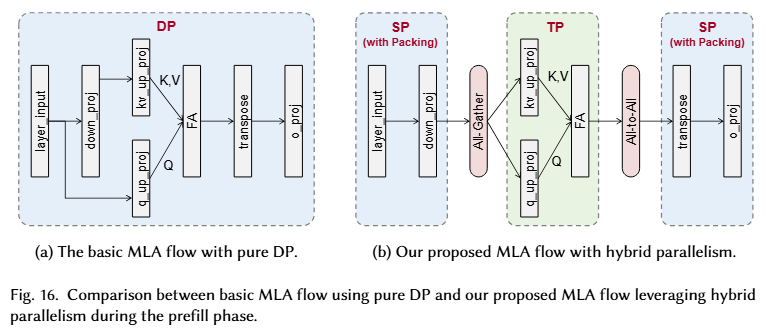 DP
layer_input
down_proj
kv_up_proj
q_up_proj
K,V
Q
FA
transpose
o_proj
(a) The basic MLA flow with pure DP.
SP
(with Packing)
TP
SP
(with Packing)
layer_input
down_proj
All-Gather
kv_up_proj
q_up_proj
K,V
Q
FA
All-to-All
transpose
o_proj
(b) Our proposed MLA flow with hybrid parallelism.
Fig. 16. Comparison between basic MLA flow using pure DP and our proposed MLA flow leveraging hybrid
parallelism during the prefill phase.